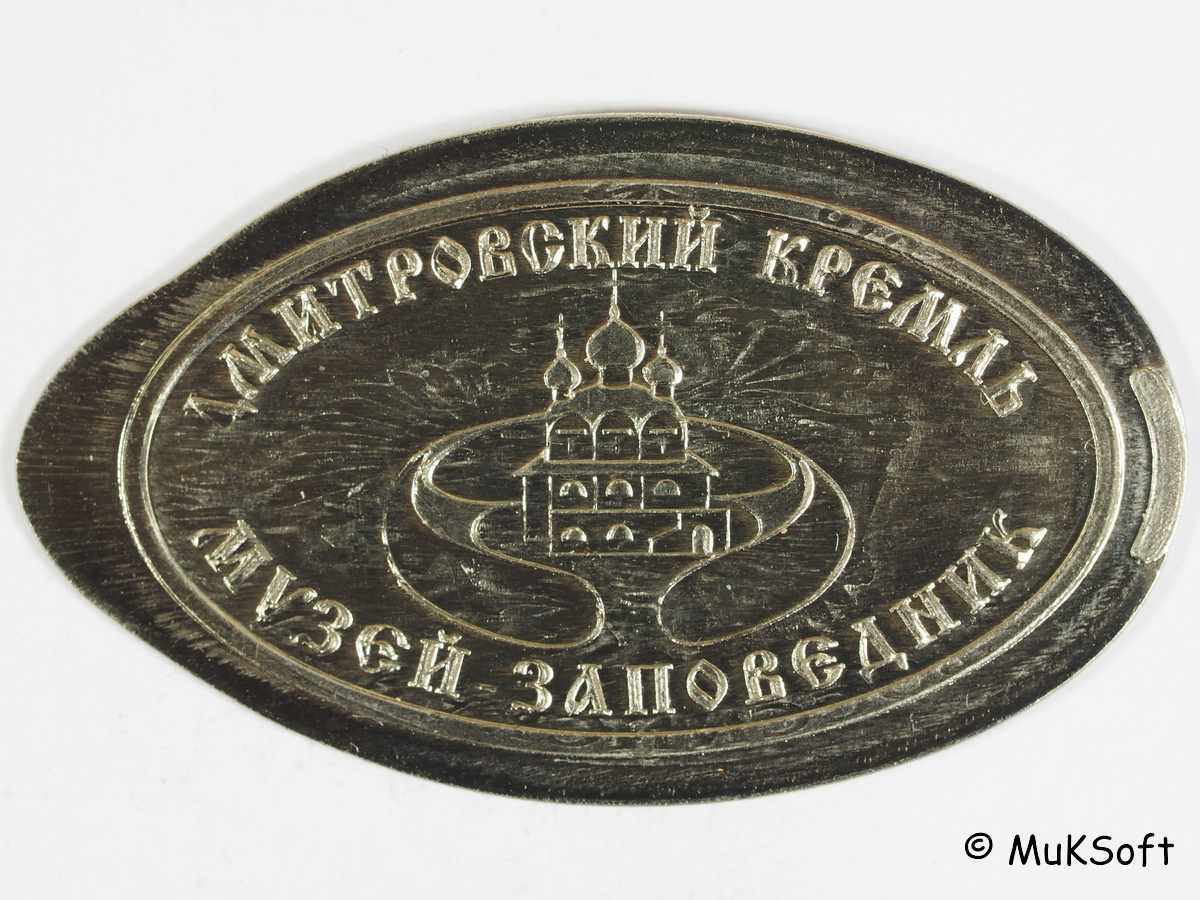 ДМИТРОВСКИЙ КРЕМЛЬ
МУЗЕЙ-ЗАПОВЕДНИК
© MuKSoft